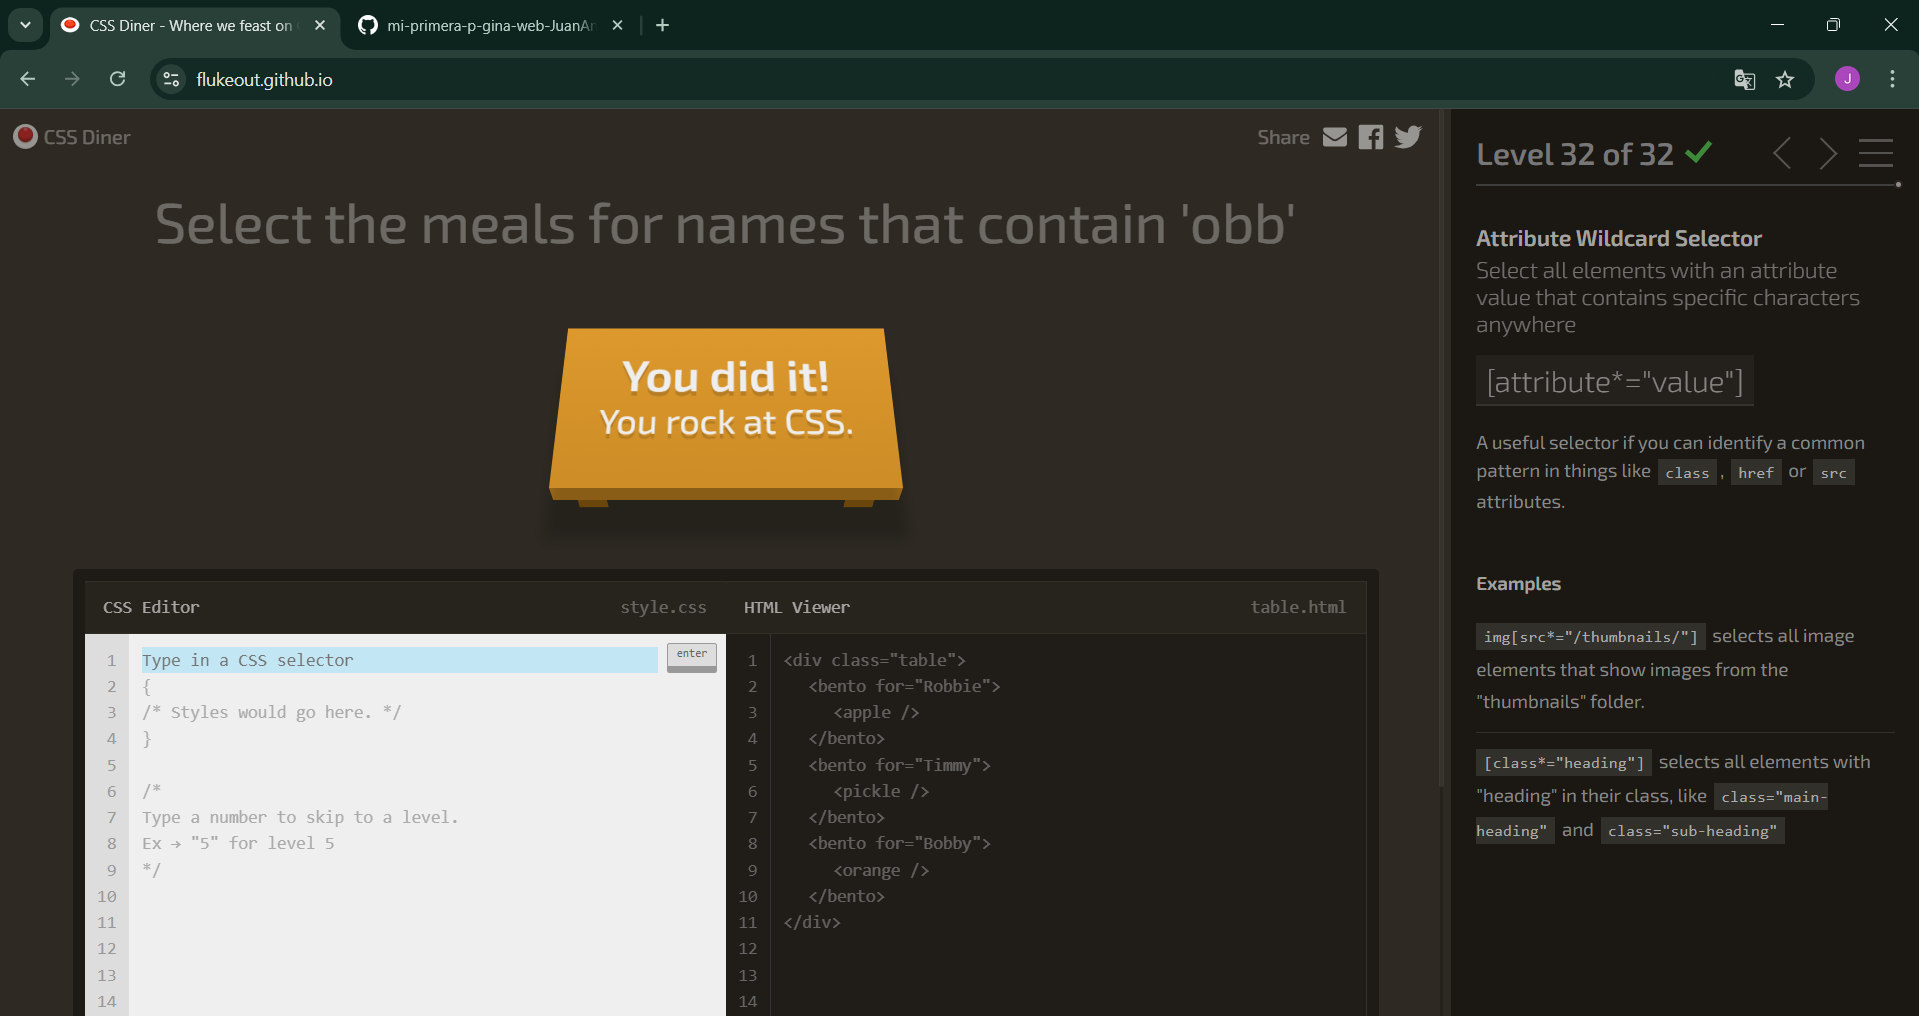 CSS Diner - Where we feast on
mi-primera-p-gina-web-JuanAn
flukeout.github.io
J
CSS Diner
Share
Select the meals for names that contain 'obb'
You did it!
You rock at CSS.
CSS Editor
style.css
1 Type in a CSS selector
enter
2 {
3 /* Styles would go here. */
4 }
5
6 /*
7 Type a number to skip to a level.
8 Ex → "5" for level 5
9 */
10
11
12
13
14
HTML Viewer
table.html
1 <div class="table">
2 <bento for="Robbie">
3 <apple />
4 </bento>
5 <bento for="Timmy">
6 <pickle />
7 </bento>
8 <bento for="Bobby">
9 <orange />
10 </bento>
11 </div>
12
13
14
Level 32 of 32
Attribute Wildcard Selector
Select all elements with an attribute
value that contains specific characters
anywhere
[attribute*="value"]
A useful selector if you can identify a common
pattern in things like class , href or src
attributes.
Examples
img[src*="/thumbnails/"] selects all image
elements that show images from the
"thumbnails" folder.
[class*="heading"] selects all elements with
"heading" in their class, like class="main-
heading" and class="sub-heading"